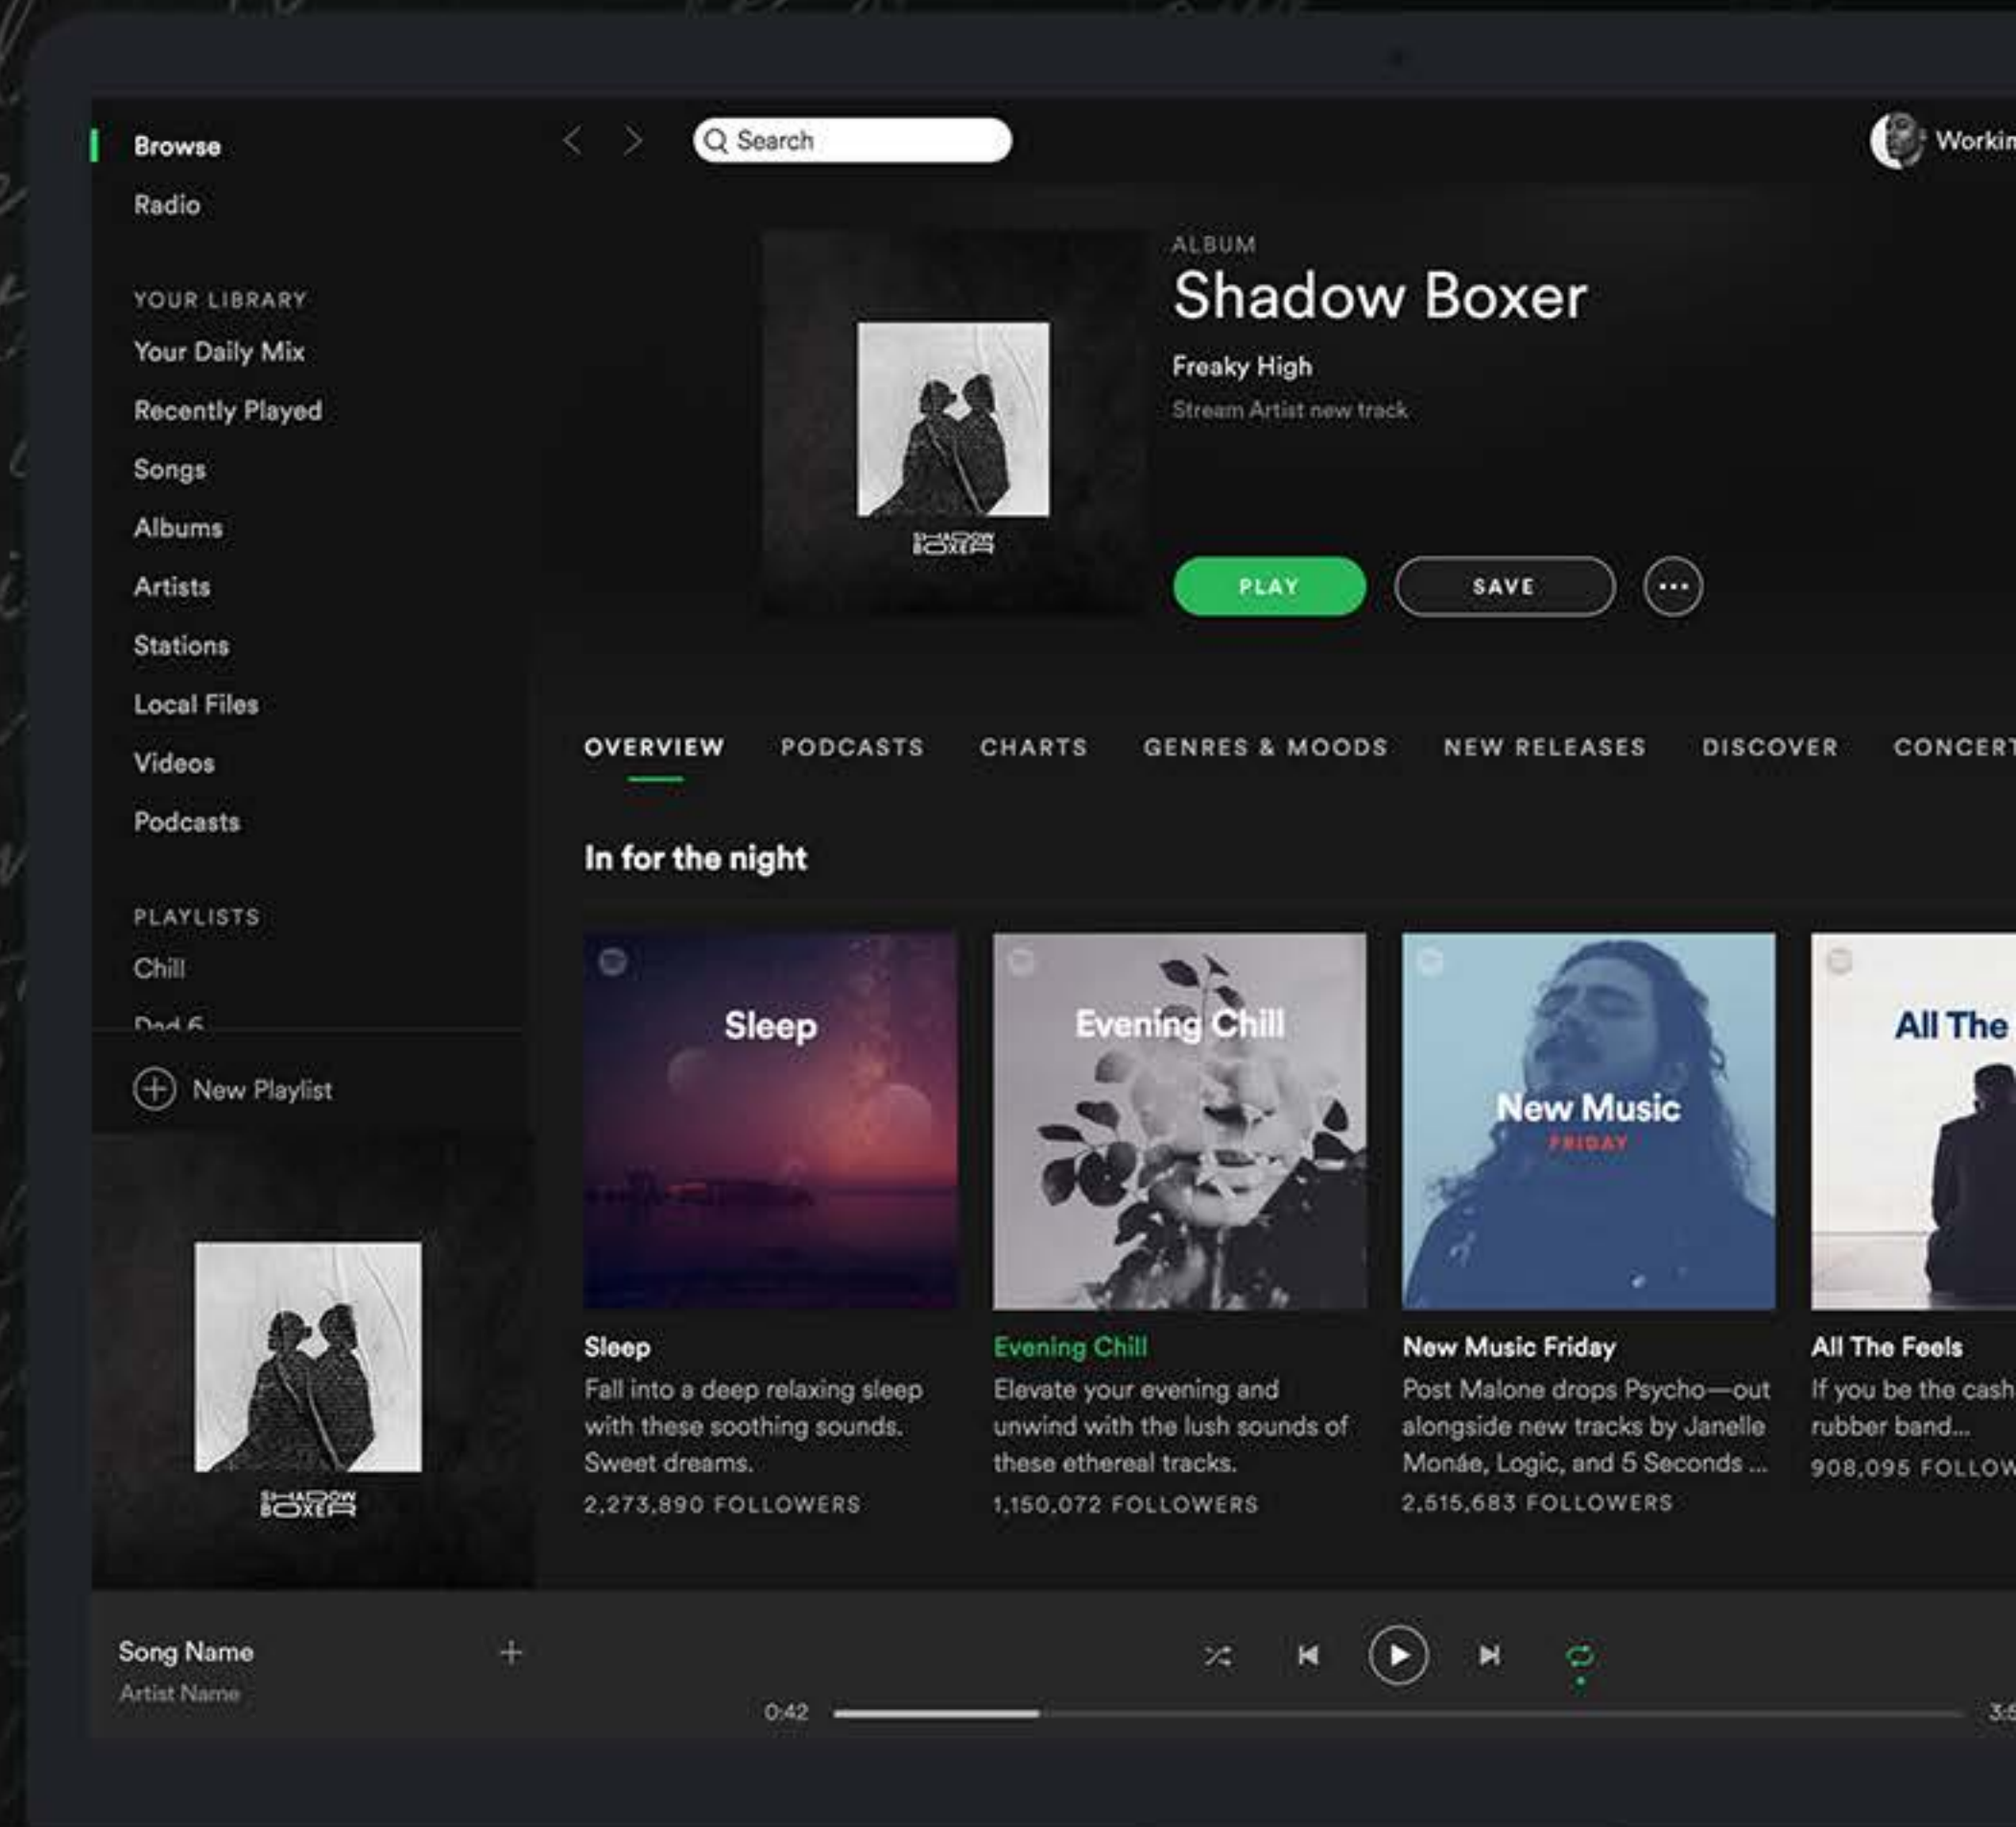 Browse
Radio
YOUR LIBRARY
Your Daily Mix
Recently Played
Songs
Albums
Artists
Stations
Local Files
Videos
Podcasts
PLAYLISTS
Chill
Dad 6
New Playlist
SHADOW
BOXER
Song Name
Artist Name
Search
ALBUM
Shadow Boxer
Freaky High
Stream Artist new track
SHADOW
BOXER
PLAY
SAVE
OVERVIEW PODCASTS CHARTS GENRES & MOODS NEW RELEASES DISCOVER
In for the night
Sleep
Sleep
Fall into a deep relaxing sleep
with these soothing sounds.
Sweet dreams.
2,273,890 FOLLOWERS
Evening Chill
Evening Chill
Elevate your evening and
unwind with the lush sounds of
these ethereal tracks.
1,150,072 FOLLOWERS
New Music
FRIDAY
New Music Friday
Post Malone drops Psycho—out
alongside new tracks by Janelle
Monáe, Logic, and 5 Seconds ...
2,515,683 FOLLOWERS
All The
All The Feels
If you be the cash
rubber band...
908,095
0:42